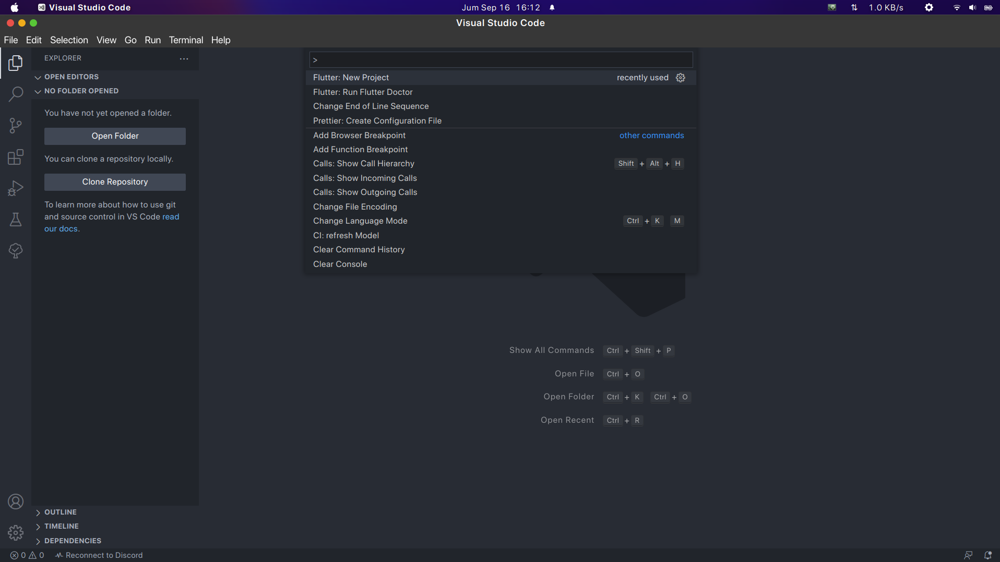 Visual Studio Code
Jum Sep 16 16:12
1.0 KB/s
Visual Studio Code
File Edit Selection View Go Run Terminal Help
EXPLORER
OPEN EDITORS
NO FOLDER OPENED
You have not yet opened a folder.
Open Folder
You can clone a repository locally.
Clone Repository
To learn more about how to use git
and source control in VS Code read
our docs.
>
Flutter: New Project recently used
Flutter: Run Flutter Doctor
Change End of Line Sequence
Prettier: Create Configuration File
Add Browser Breakpoint other commands
Add Function Breakpoint
Calls: Show Call Hierarchy Shift + Alt + H
Calls: Show Incoming Calls
Calls: Show Outgoing Calls
Change File Encoding
Change Language Mode Ctrl + K M
CI: refresh Model
Clear Command History
Clear Console
Show All Commands Ctrl + Shift + P
Open File Ctrl + O
Open Folder Ctrl + K Ctrl + O
Open Recent Ctrl + R
OUTLINE
TIMELINE
DEPENDENCIES
0 0 Reconnect to Discord